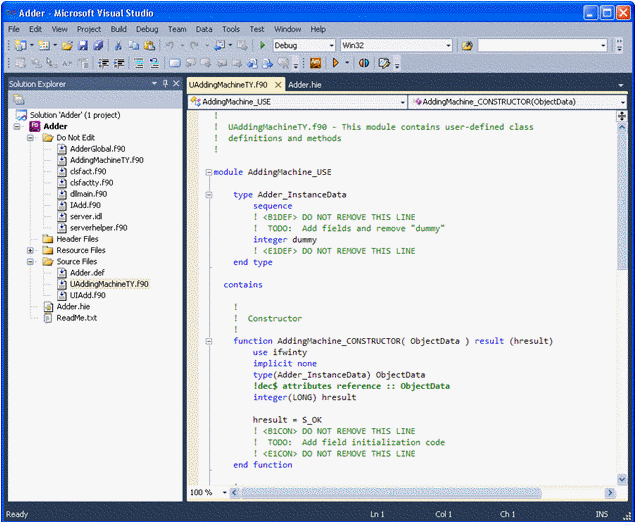 Adder - Microsoft Visual Studio
File Edit View Project Build Debug Team Data Tools Test Window Help
Debug Win32
Solution Explorer
UAddingMachineTY.f90 Adder.hie
AddingMachine_USE AddingMachine_CONSTRUCTOR(ObjectData)
Solution 'Adder' (1 project)
Adder
Do Not Edit
AdderGlobal.f90
AddingMachineTY.f90
clsfact.f90
clsfactty.f90
dllmain.f90
IAdd.f90
server.idl
serverhelper.f90
Header Files
Resource Files
Source Files
Adder.def
UAddingMachineTY.f90
UIAdd.f90
Adder.hie
ReadMe.txt
!
! UAddingMachineTY.f90 - This module contains user-defined class
definitions and methods
!
module AddingMachine_USE
type Adder_InstanceData
sequence
! <B1DEF> DO NOT REMOVE THIS LINE
! TODO: Add fields and remove "dummy"
integer dummy
! <E1DEF> DO NOT REMOVE THIS LINE
end type
contains
!
! Constructor
!
function AddingMachine_CONSTRUCTOR( ObjectData ) result (hresult)
use ifwinty
implicit none
type(Adder_InstanceData) ObjectData
!dec$ attributes reference :: ObjectData
integer(LONG) hresult
hresult = S_OK
! <B1CON> DO NOT REMOVE THIS LINE
! TODO: Add field initialization code
! <E1CON> DO NOT REMOVE THIS LINE
end function
100 %
Ready Ln 1 Col 1 Ch 1 INS